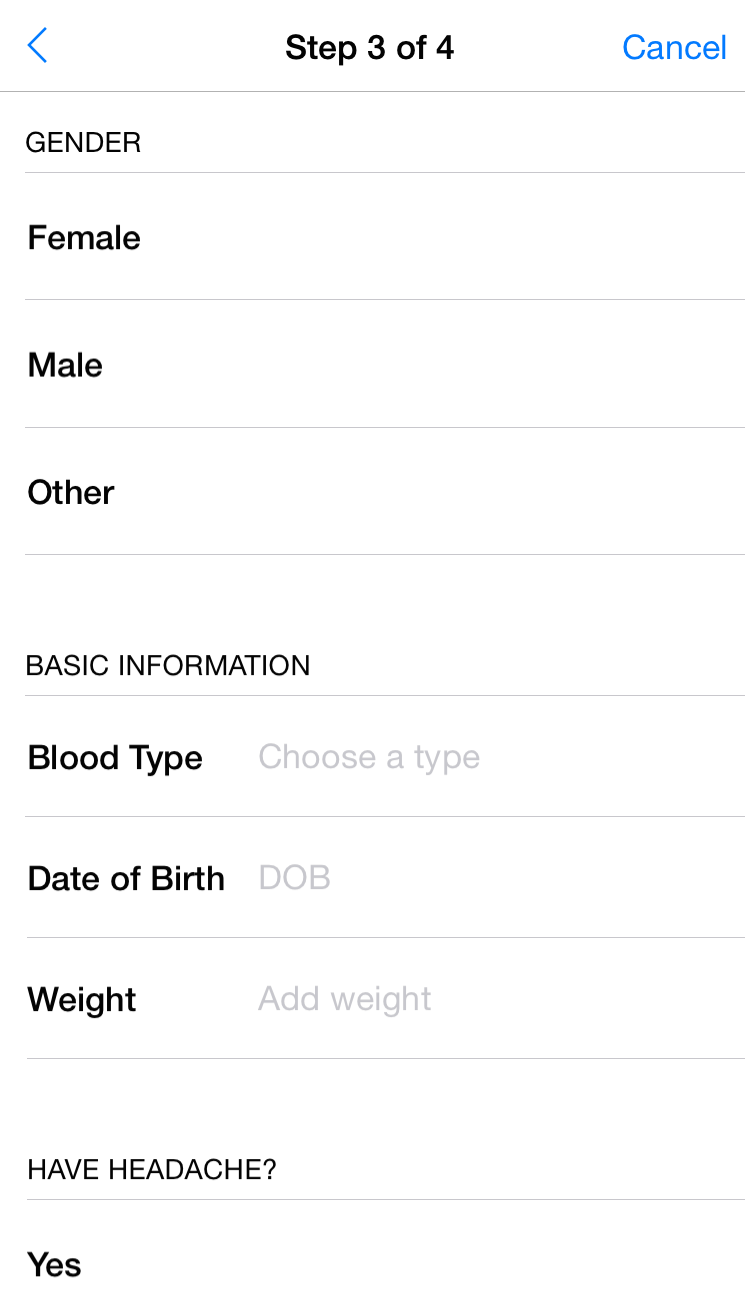 Step 3 of 4 Cancel
GENDER
Female
Male
Other
BASIC INFORMATION
Blood Type Choose a type
Date of Birth DOB
Weight Add weight
HAVE HEADACHE?
Yes